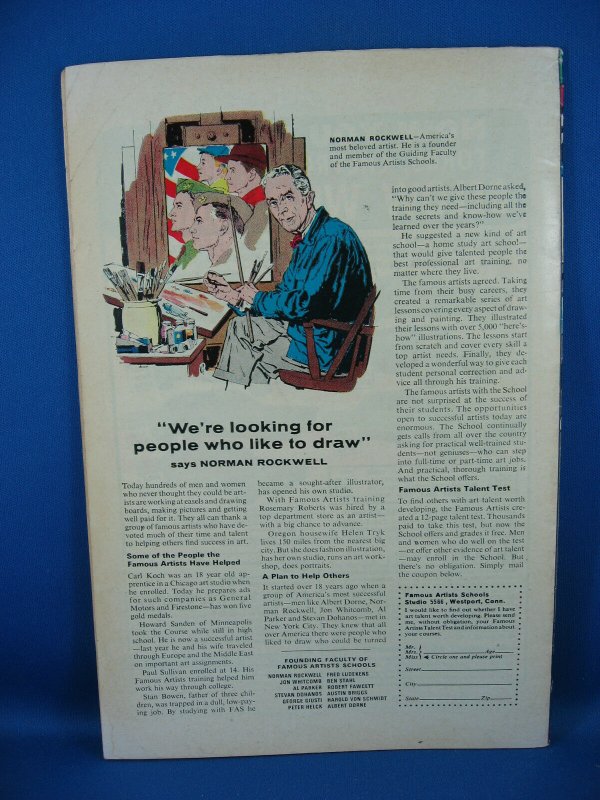 NORMAN ROCKWELL—America's
most beloved artist. He is a founder
and member of the Guiding Faculty
of the Famous Artists Schools.
"We're looking for
people who like to draw"
says NORMAN ROCKWELL
Today hundreds of men and women
who never thought they could be art-
ists are working at easels and drawing
boards, making pictures and getting
well paid for it. They all can thank a
group of famous artists who have de-
voted much of their time and talent
to helping others find success in art.
Some of the People the
Famous Artists Have Helped
Carl Koch was an 18 year old ap-
prentice in a Chicago art studio when
he enrolled. Today he prepares ads
for such companies as General
Motors and Firestone—has won five
gold medals.
Howard Sanden of Minneapolis
took the Course while still in high
school. He is now a successful artist
—last year he and his wife traveled
through Europe and the Middle East
on important art assignments.
Paul Sullivan enrolled at 14. His
Famous Artists training helped him
work his way through college.
Stan Bowen, father of three chil-
dren, was trapped in a dull, low-pay-
ing job. By studying with FAS he
became a sought-after illustrator,
has opened his own studio.
With Famous Artists training
Rosemary Roberts was hired by a
top department store as an artist—
with a big chance to advance.
Oregon housewife Helen Tryk
lives 150 miles from the nearest big
city. But she does fashion illustration,
has her own studio, runs an art work-
shop, does portraits.
A Plan to Help Others
It started over 18 years ago when a
group of America's most successful
artists—men like Albert Dorne, Nor-
man Rockwell, Jon Whitcomb, Al
Parker and Stevan Dohanos—met in
New York City. They knew that all
over America there were people who
liked to draw who could be turned
FOUNDING FACULTY OF
FAMOUS ARTISTS SCHOOLS
NORMAN ROCKWELL FRED LUDEKENS
JON WHITCOMB BEN STAHL
AL PARKER ROBERT FAWCETT
STEVAN DOHANOS AUSTIN BRIGGS
GEORGE GIUSTI HAROLD VON SCHMIDT
PETER HELCK ALBERT DORNE
into good artists. Albert Dorne asked,
"Why can't we give these people the
training they need—including all the
trade secrets and know-how we've
learned over the years?"
He suggested a new kind of art
school—a home study art school—
that would give talented people the
best professional art training, no
matter where they live.
The famous artists agreed. Taking
time from their busy careers, they
created a remarkable series of art
lessons covering every aspect of draw-
ing and painting. They illustrated
their lessons with over 5,000 "here's-
how" illustrations. The lessons start
from scratch and cover every skill a
top artist needs. Finally, they de-
veloped a wonderful way to give each
student personal correction and ad-
vice all through his training.
The famous artists with the School
are not surprised at the success of
their students. The opportunities
open to successful artists today are
enormous. The School continually
gets calls from all over the country
asking for practical well-trained stu-
dents—not geniuses—who can step
into full-time or part-time art jobs.
And practical, thorough training is
what the School offers.
Famous Artists Talent Test
To find others with art talent worth
developing, the Famous Artists cre-
ated a 12-page talent test. Thousands
paid to take this test, but now the
School offers and grades it free. Men
and women who do well on the test
—or offer other evidence of art talent
—may enroll in the School. But
there's no obligation. Simply mail
the coupon below.
Famous Artists Schools
Studio 5566, Westport, Conn.
I would like to find out whether I have
art talent worth developing. Please send
me, without obligation, your Famous
Artists Talent Test and information about
your courses.
Mr.
Mrs. Age
Miss Circle one and please print
Street
City
State Zip